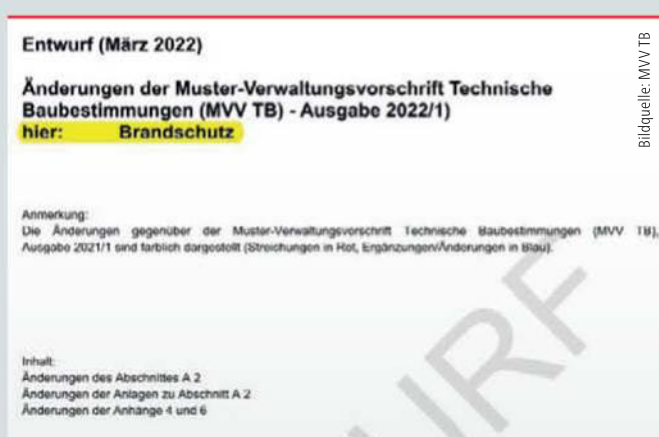 Entwurf (März 2022)
Änderungen der Muster-Verwaltungsvorschrift Technische
Baubestimmungen (MVV TB) - Ausgabe 2022/1)
hier: Brandschutz
Anmerkung:
Die Änderungen gegenüber der Muster-Verwaltungsvorschrift Technische Baubestimmungen (MVV TB),
Ausgabe 2021/1 sind farblich dargestellt (Streichungen in Rot, Ergänzungen/Änderungen in Blau).
Inhalt:
Änderungen des Abschnittes A 2
Änderungen der Anlagen zu Abschnitt A 2
Änderungen der Anhänge 4 und 6
URF
Bildquelle: MVV TB